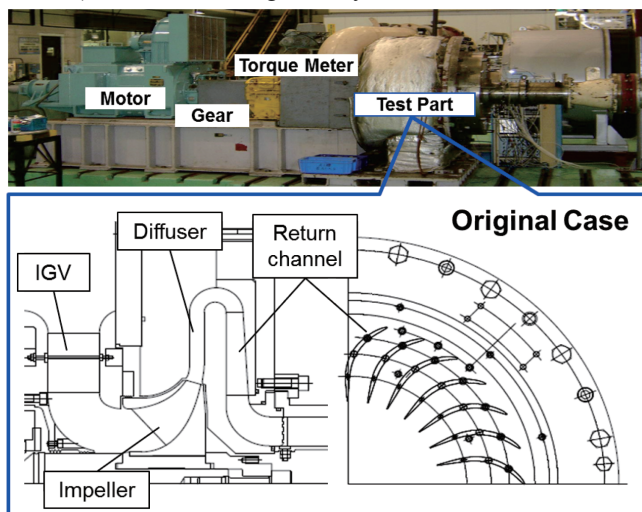 Torque Meter
Motor
Gear
Test Part
Original Case
Diffuser
Return
channel
IGV
Impeller